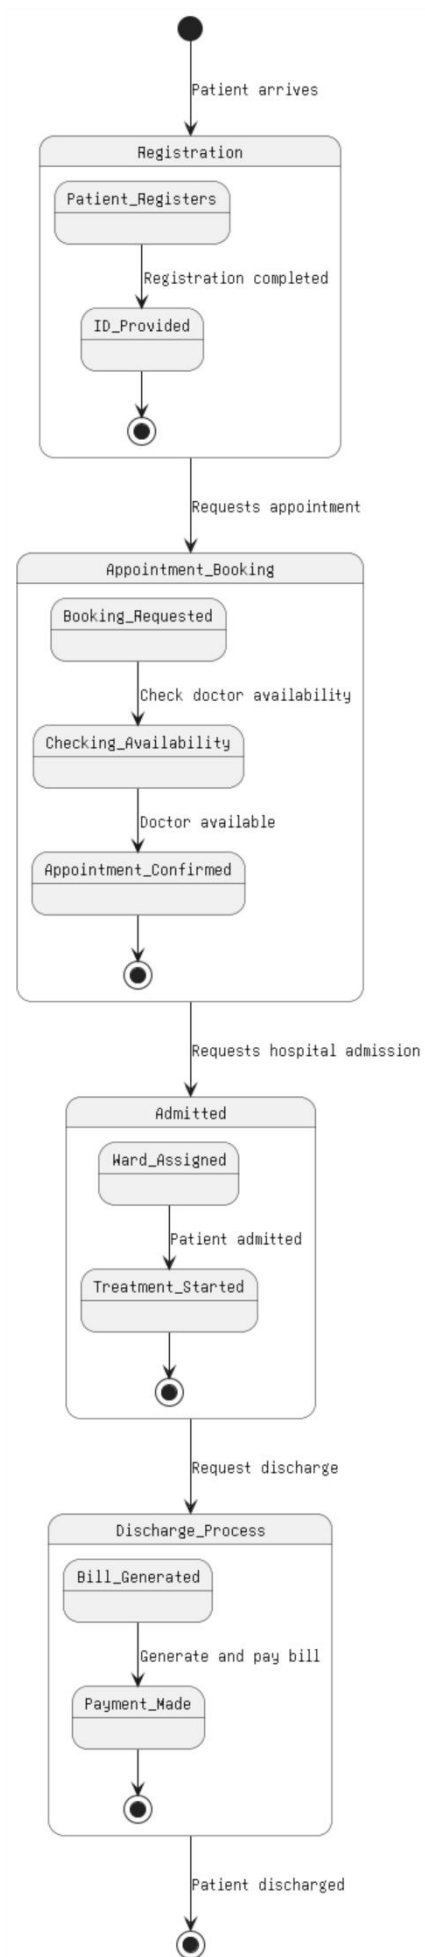 Patient arrives
Registration
Patient_Registers
Registration completed
ID_Provided
Requests appointment
Appointment_Booking
Booking_Requested
Check doctor availability
Checking_Availability
Doctor available
Appointment_Confirmed
Requests hospital admission
Admitted
Ward_Assigned
Patient admitted
Treatment_Started
Request discharge
Discharge_Process
Bill_Generated
Generate and pay bill
Payment_Made
Patient discharged